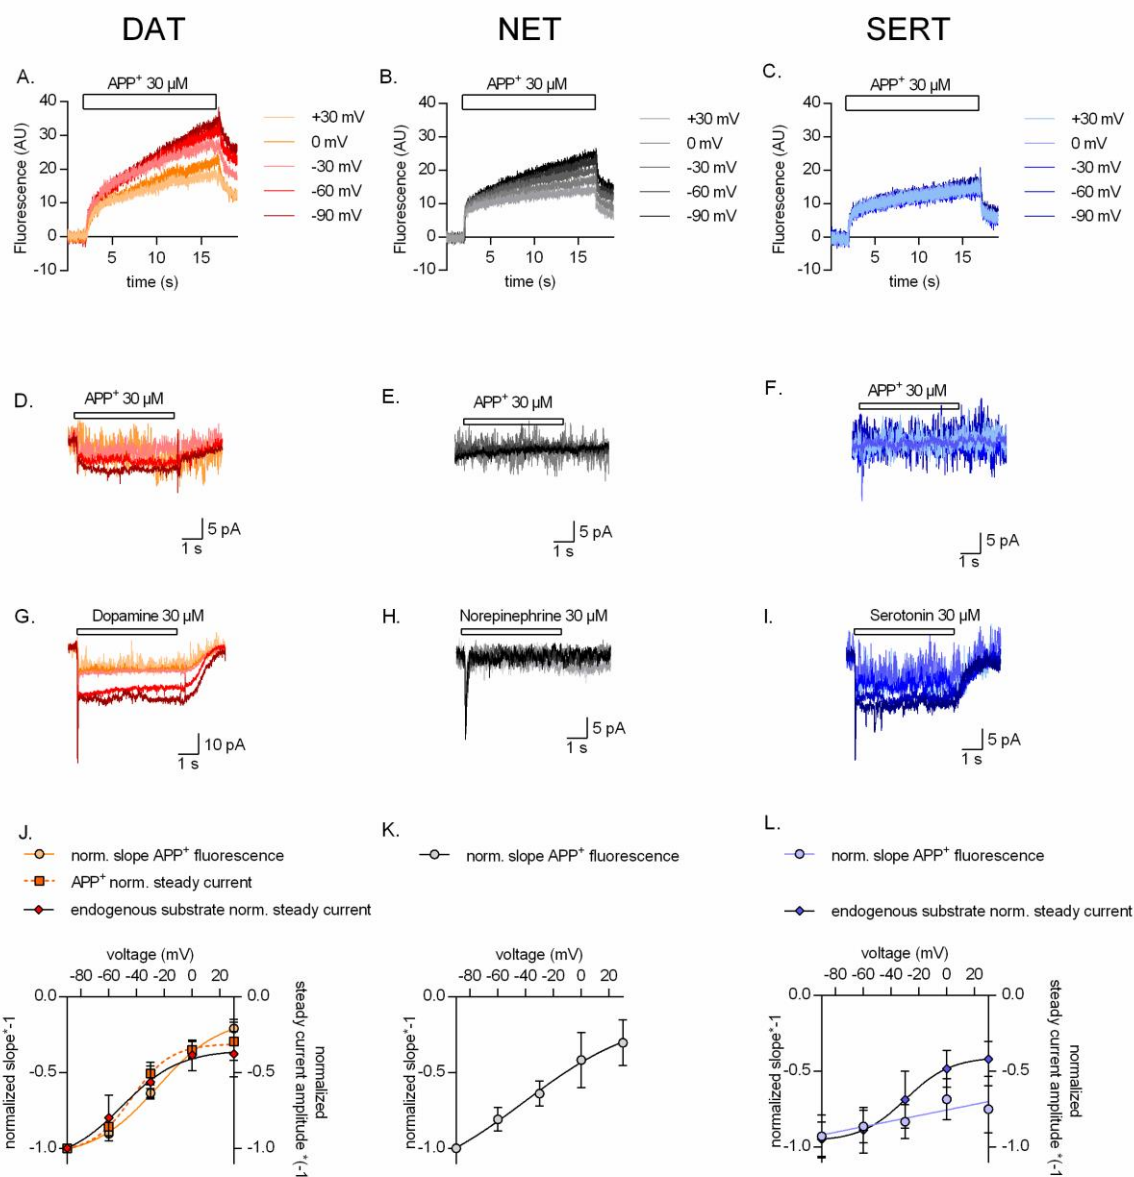 DAT
NET
SERT
A.
APP+ 30 µM
Fluorescence (AU)
40
30
20
10
0
-10
5
10
15
time (s)
+30 mV
0 mV
-30 mV
-60 mV
-90 mV
B.
APP+ 30 µM
Fluorescence (AU)
40
30
20
10
0
-10
5
10
15
time (s)
+30 mV
0 mV
-30 mV
-60 mV
-90 mV
C.
APP+ 30 µM
Fluorescence (AU)
40
30
20
10
0
-10
5
10
15
time (s)
+30 mV
0 mV
-30 mV
-60 mV
-90 mV
D.
APP+ 30 µM
5 pA
1 s
E.
APP+ 30 µM
5 pA
1 s
F.
APP+ 30 µM
5 pA
1 s
G.
Dopamine 30 µM
10 pA
1 s
H.
Norepinephrine 30 µM
5 pA
1 s
I.
Serotonin 30 µM
5 pA
1 s
J.
norm. slope APP+ fluorescence
APP+ norm. steady current
endogenous substrate norm. steady current
voltage (mV)
-80 -60 -40 -20 0 20
normalized slope*-1
0.0
-0.5
-1.0
0.0
-0.5
-1.0
normalized
steady current amplitude *(-1
K.
norm. slope APP+ fluorescence
voltage (mV)
-80 -60 -40 -20 0 20
normalized slope*-1
0.0
-0.5
-1.0
L.
norm. slope APP+ fluorescence
endogenous substrate norm. steady current
voltage (mV)
-80 -60 -40 -20 0 20
normalized slope*-1
0.0
-0.5
-1.0
0.0
-0.5
-1.0
normalized
steady current amplitude *(-1